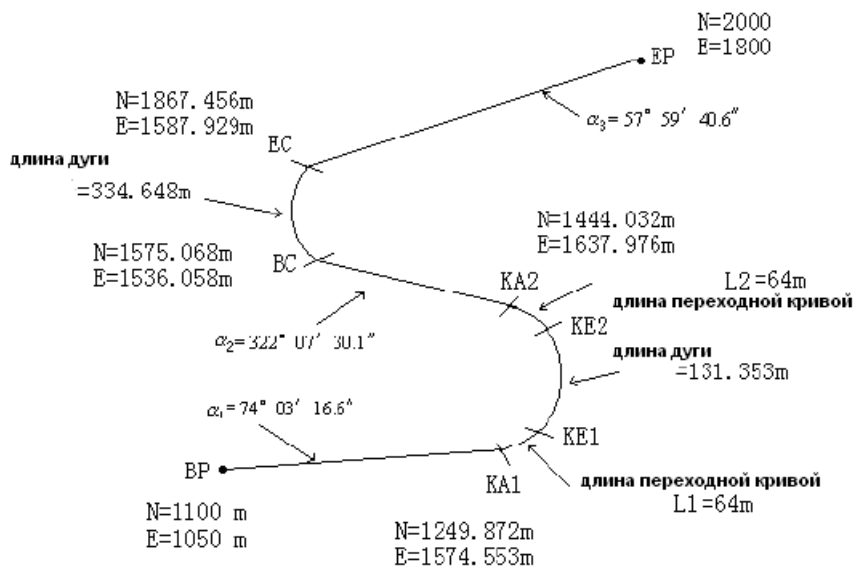 N=2000
E=1800
EP
α₃=57° 59′ 40.6″
N=1867.456m
E=1587.929m
EC
длина дуги
=334.648m
N=1575.068m
E=1536.058m
BC
N=1444.032m
E=1637.976m
KA2
L2=64m
длина переходной кривой
KE2
α₂=322° 07′ 30.1″
длина дуги
=131.353m
α₁=74° 03′ 16.6″
KE1
BP
KA1
длина переходной кривой
L1=64m
N=1100 m
E=1050 m
N=1249.872m
E=1574.553m